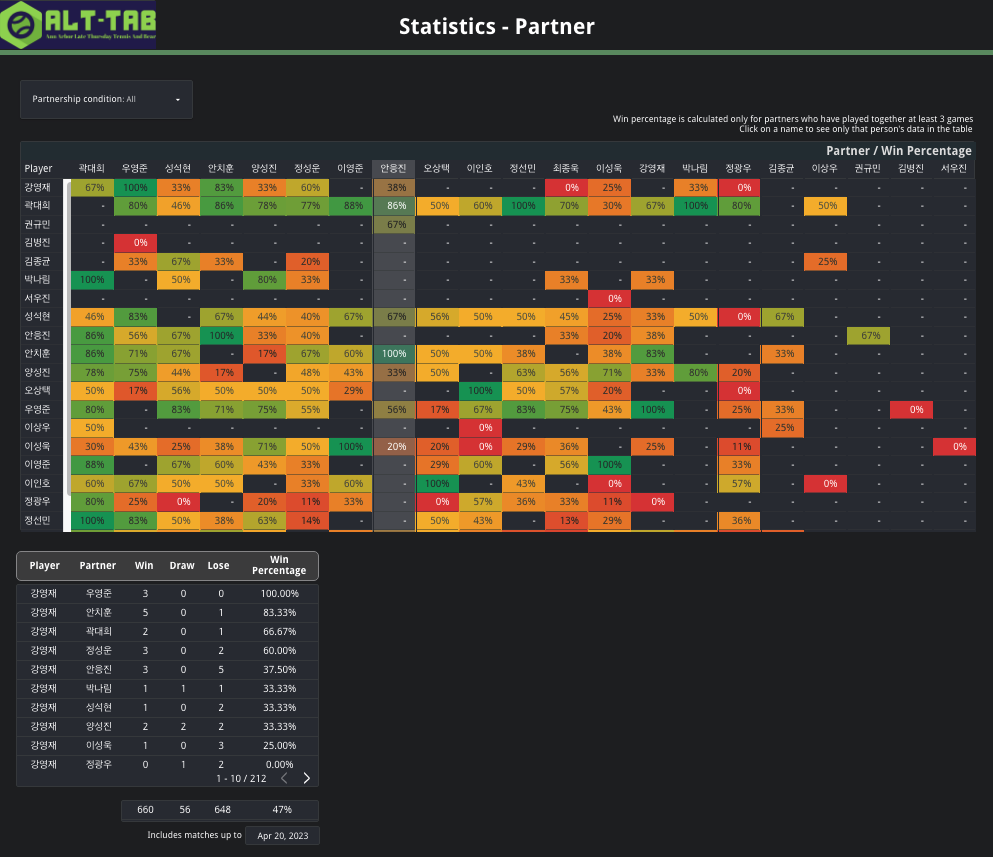 ALT-TAB
Ann Arbor Late Thursday Tennis And Beer
Statistics - Partner
Partnership condition: All
Win percentage is calculated only for partners who have played together at least 3 games
Click on a name to see only that person's data in the table
Partner / Win Percentage
Player 곽대희 우영준 성석현 안치훈 양성진 정성운 이영준 안응진 오상택 이인호 정선민 최종욱 이성욱 강영재 박나림 정광우 김종균 이상우 권규민 김병진 서우진
강영재 67% 100% 33% 83% 33% 60% - 38% - - - 0% 25% - 33% 0% - - - - -
곽대희 - 80% 46% 86% 78% 77% 88% 86% 50% 60% 100% 70% 30% 67% 100% 80% - 50% - - -
권규민 - - - - - - - 67% - - - - - - - - - - - - -
김병진 - 0% - - - - - - - - - - - - - - - - - - -
김종균 - 33% 67% 33% - 20% - - - - - - - - - - - 25% - - -
박나림 100% - 50% - 80% 33% - - - - - 33% - 33% - - - - - - -
서우진 - - - - - - - - - - - - 0% - - - - - - - -
성석현 46% 83% - 67% 44% 40% 67% 67% 56% 50% 50% 45% 25% 33% 50% 0% 67% - - - -
안응진 86% 56% 67% 100% 33% 40% - - - - - 33% 20% 38% - - - - 67% - -
안치훈 86% 71% 67% - 17% 67% 60% 100% 50% 50% 38% - 38% 83% - - 33% - - - -
양성진 78% 75% 44% 17% - 48% 43% 33% 50% - 63% 56% 71% 33% 80% 20% - - - - -
오상택 50% 17% 56% 50% 50% 50% 29% - - 100% 50% 57% 20% - - 0% - - - - -
우영준 80% - 83% 71% 75% 55% - 56% 17% 67% 83% 75% 43% 100% - 25% 33% - - 0% -
이상우 50% - - - - - - - - 0% - - - - - - 25% - - - -
이성욱 30% 43% 25% 38% 71% 50% 100% 20% 20% 0% 29% 36% - 25% - 11% - - - - 0%
이영준 88% - 67% 60% 43% 33% - - 29% 60% - 56% 100% - - 33% - - - - -
이인호 60% 67% 50% 50% - 33% 60% - 100% - 43% - 0% - - 57% - 0% - - -
정광우 80% 25% 0% - 20% 11% 33% - 0% 57% 36% 33% 11% 0% - - - - - - -
정선민 100% 83% 50% 38% 63% 14% - - 50% 43% - 13% 29% - - 36% - - - - -
Player Partner Win Draw Lose Win Percentage
강영재 우영준 3 0 0 100.00%
강영재 안치훈 5 0 1 83.33%
강영재 곽대희 2 0 1 66.67%
강영재 정성운 3 0 2 60.00%
강영재 안응진 3 0 5 37.50%
강영재 박나림 1 1 1 33.33%
강영재 성석현 1 0 2 33.33%
강영재 양성진 2 2 2 33.33%
강영재 이성욱 1 0 3 25.00%
강영재 정광우 0 1 2 0.00%
1 - 10 / 212
660 56 648 47%
Includes matches up to Apr 20, 2023